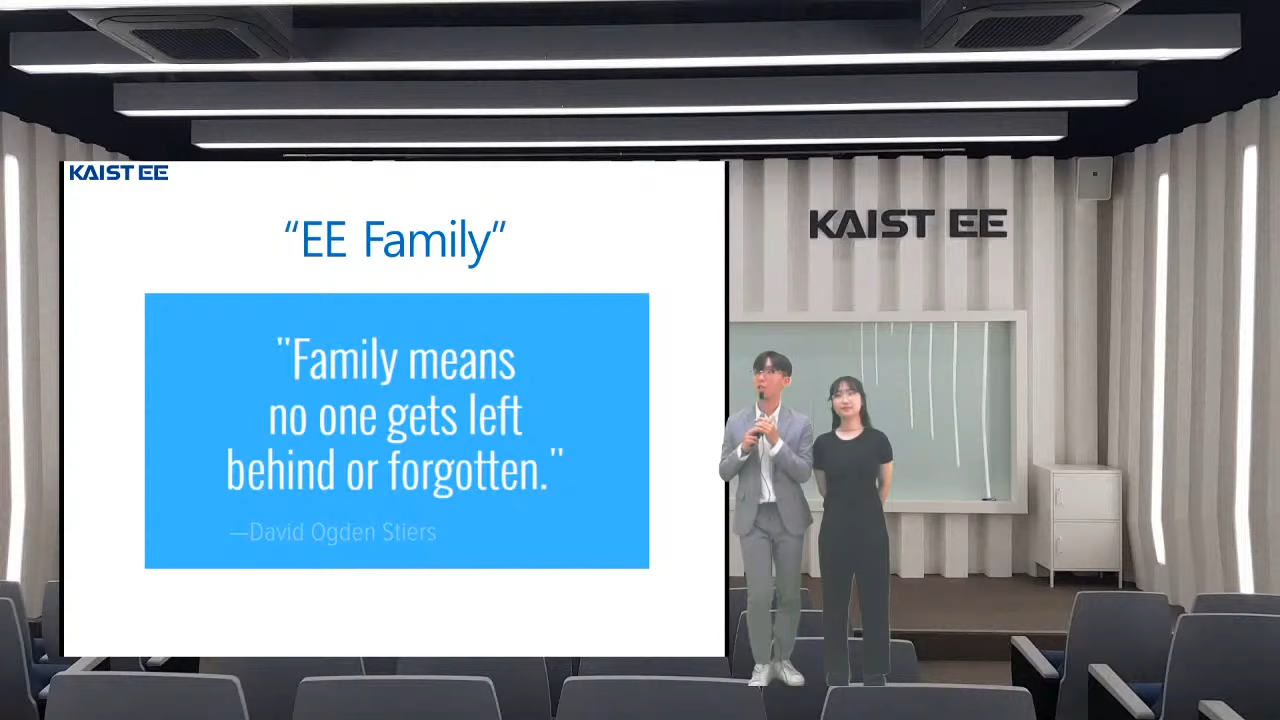 KAIST EE
“EE Family”
"Family means
no one gets left
behind or forgotten."
—David Ogden Stiers
KAIST EE